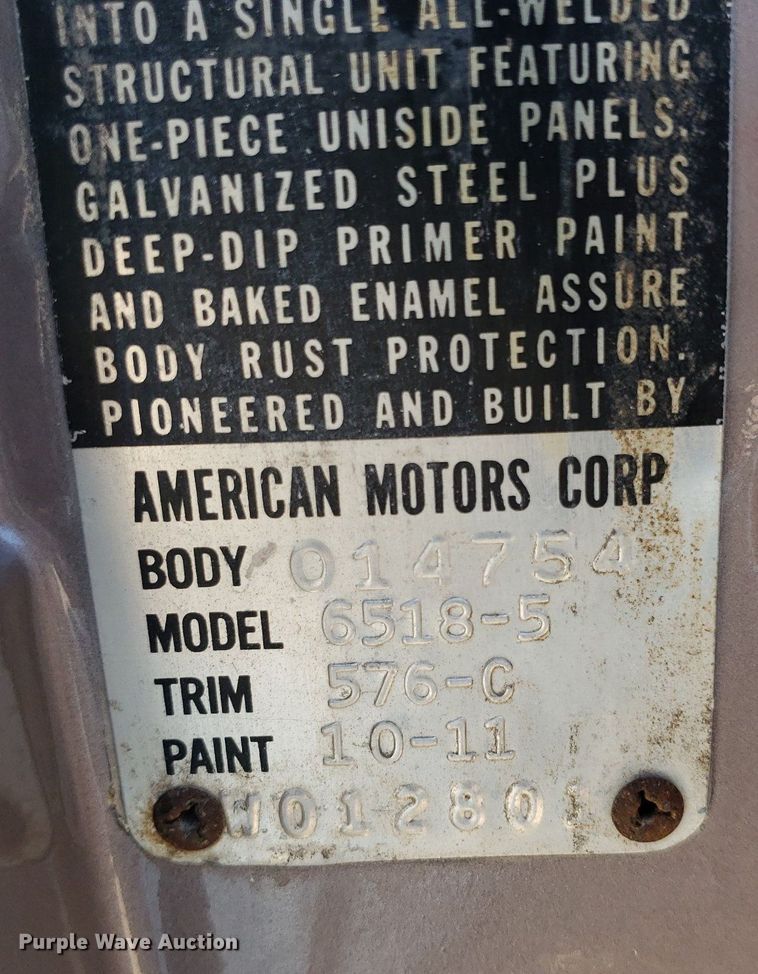 INTO A SINGLE ALL-WELDED
STRUCTURAL UNIT FEATURING
ONE-PIECE UNISIDE PANELS.
GALVANIZED STEEL PLUS
DEEP-DIP PRIMER PAINT
AND BAKED ENAMEL ASSURE
BODY RUST PROTECTION.
PIONEERED AND BUILT BY
AMERICAN MOTORS CORP
BODY 014754
MODEL 6518-5
TRIM 576-C
PAINT 10-11
W012801
Purple Wave Auction